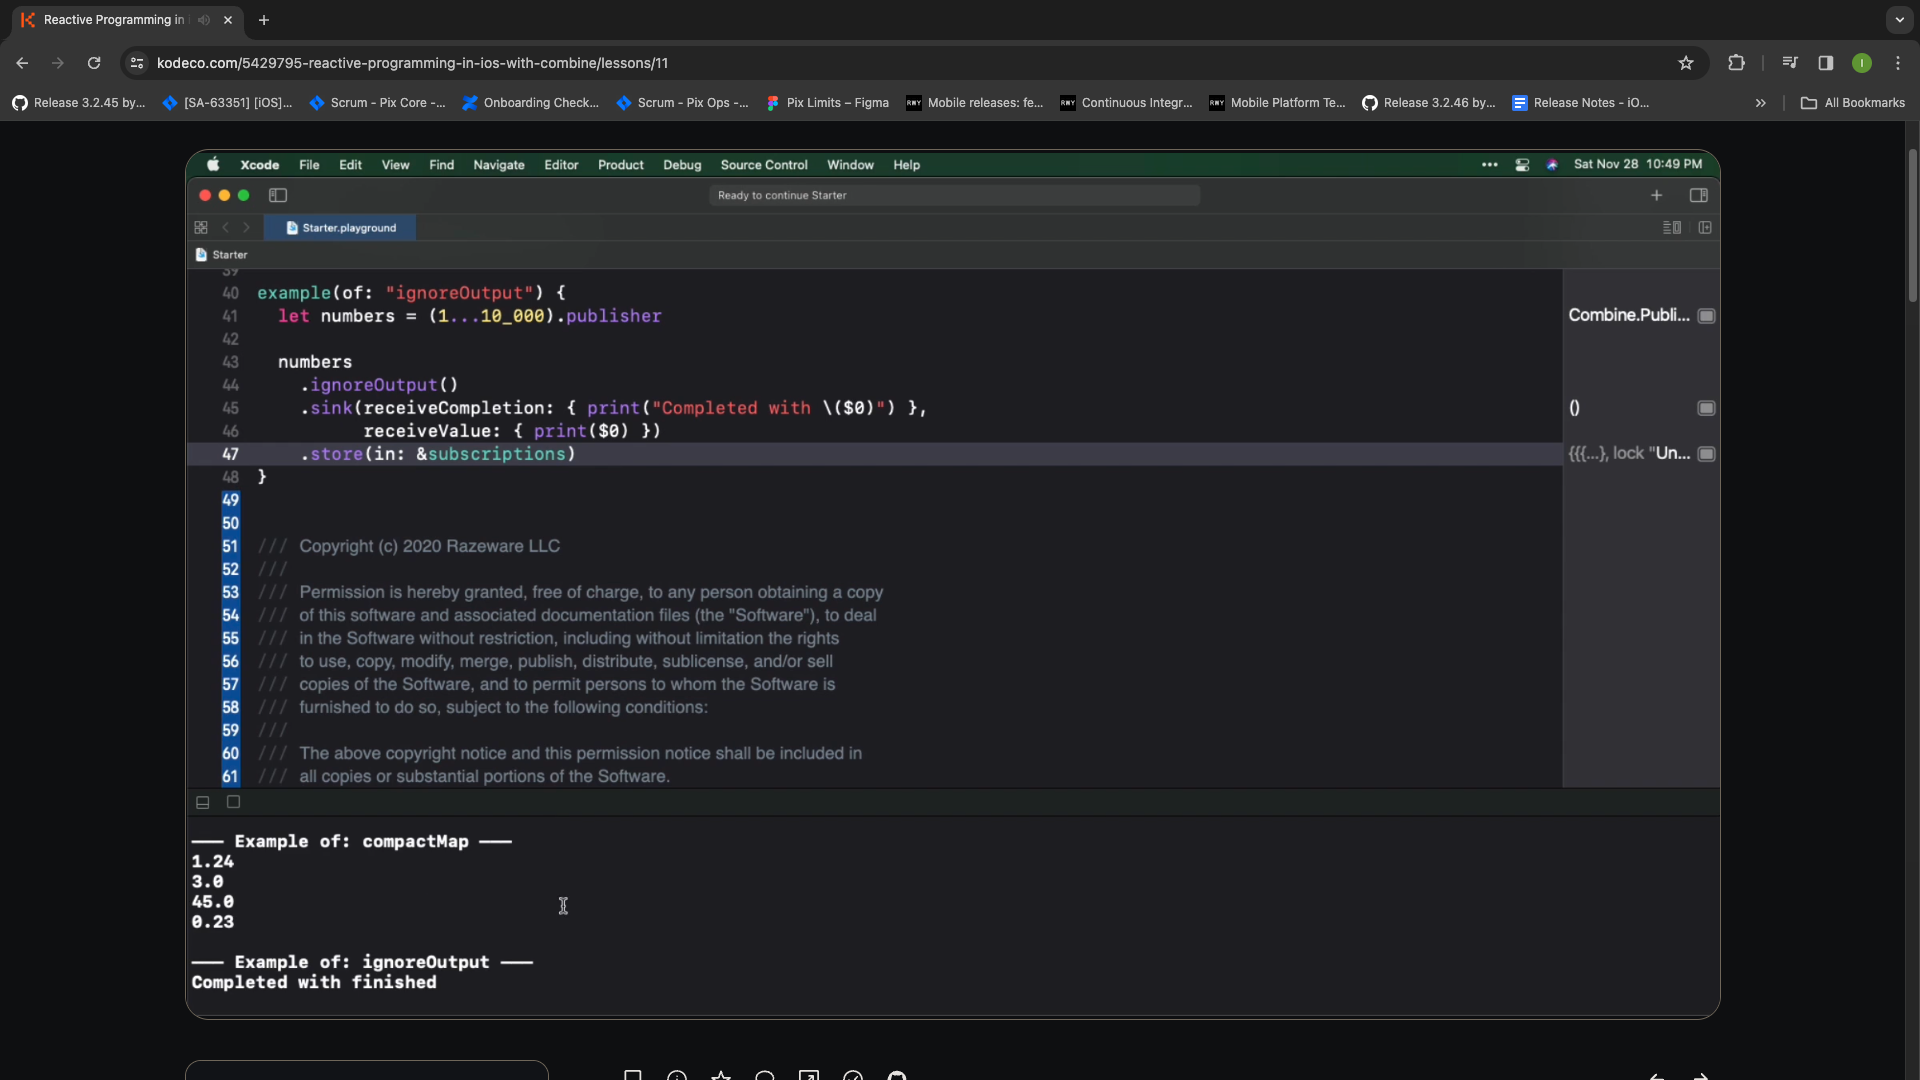 Reactive Programming in
kodeco.com/5429795-reactive-programming-in-ios-with-combine/lessons/11
I
Release 3.2.45 by...
[SA-63351] [iOS]...
Scrum - Pix Core -...
Onboarding Check...
Scrum - Pix Ops -...
Pix Limits – Figma
Mobile releases: fe...
Continuous Integr...
Mobile Platform Te...
Release 3.2.46 by...
Release Notes - iO...
»
All Bookmarks
Xcode File Edit View Find Navigate Editor Product Debug Source Control Window Help
Sat Nov 28 10:49 PM
Ready to continue Starter
Starter.playground
Starter
39
40 example(of: "ignoreOutput") {
41 let numbers = (1...10_000).publisher
Combine.Publi...
42
43 numbers
44 .ignoreOutput()
45 .sink(receiveCompletion: { print("Completed with \($0)") },
()
46 receiveValue: { print($0) })
47 .store(in: &subscriptions)
{{{...}, lock "Un...
48 }
49
50
51 /// Copyright (c) 2020 Razeware LLC
52 ///
53 /// Permission is hereby granted, free of charge, to any person obtaining a copy
54 /// of this software and associated documentation files (the "Software"), to deal
55 /// in the Software without restriction, including without limitation the rights
56 /// to use, copy, modify, merge, publish, distribute, sublicense, and/or sell
57 /// copies of the Software, and to permit persons to whom the Software is
58 /// furnished to do so, subject to the following conditions:
59 ///
60 /// The above copyright notice and this permission notice shall be included in
61 /// all copies or substantial portions of the Software.
——— Example of: compactMap ———
1.24
3.0
45.0
0.23
——— Example of: ignoreOutput ———
Completed with finished